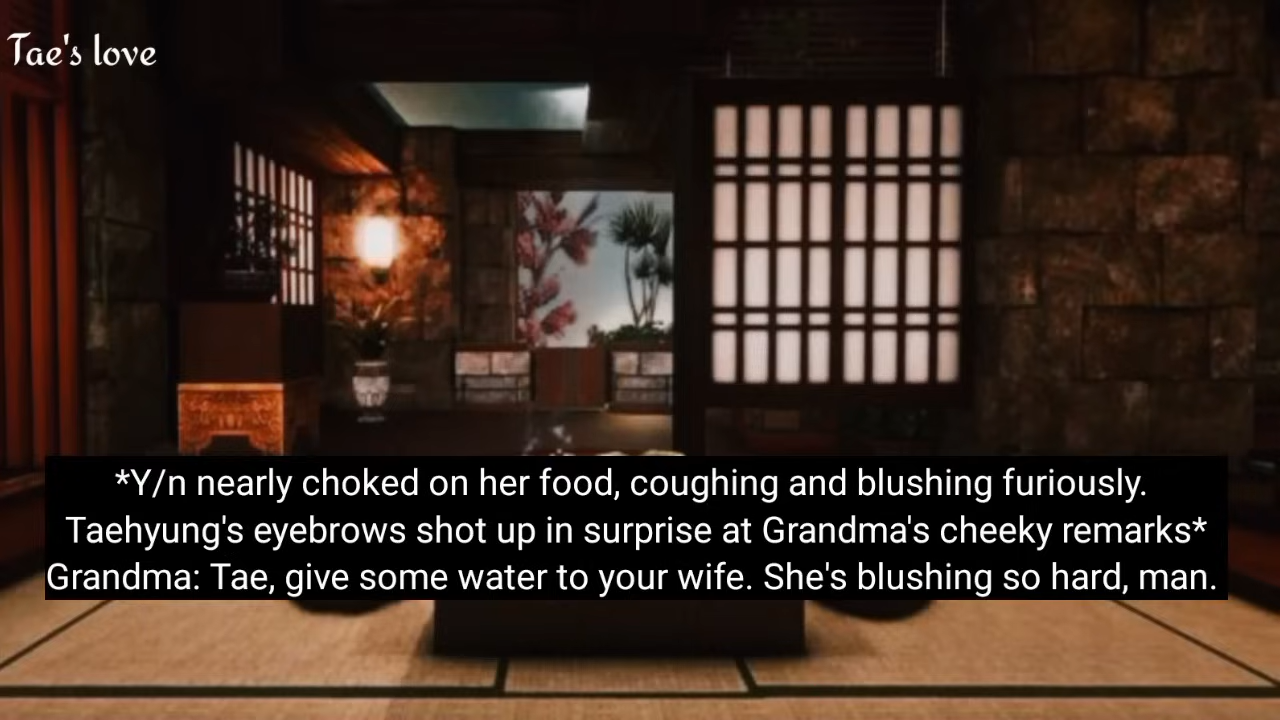 Tae's love
*Y/n nearly choked on her food, coughing and blushing furiously.
Taehyung's eyebrows shot up in surprise at Grandma's cheeky remarks*
Grandma: Tae, give some water to your wife. She's blushing so hard, man.